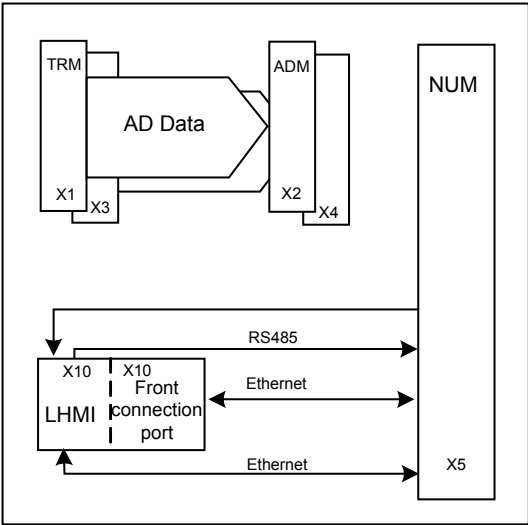 TRM
ADM
NUM
AD Data
X1
X3
X2
X4
RS485
X10
X10
Front
connection
port
LHMI
Ethernet
Ethernet
X5